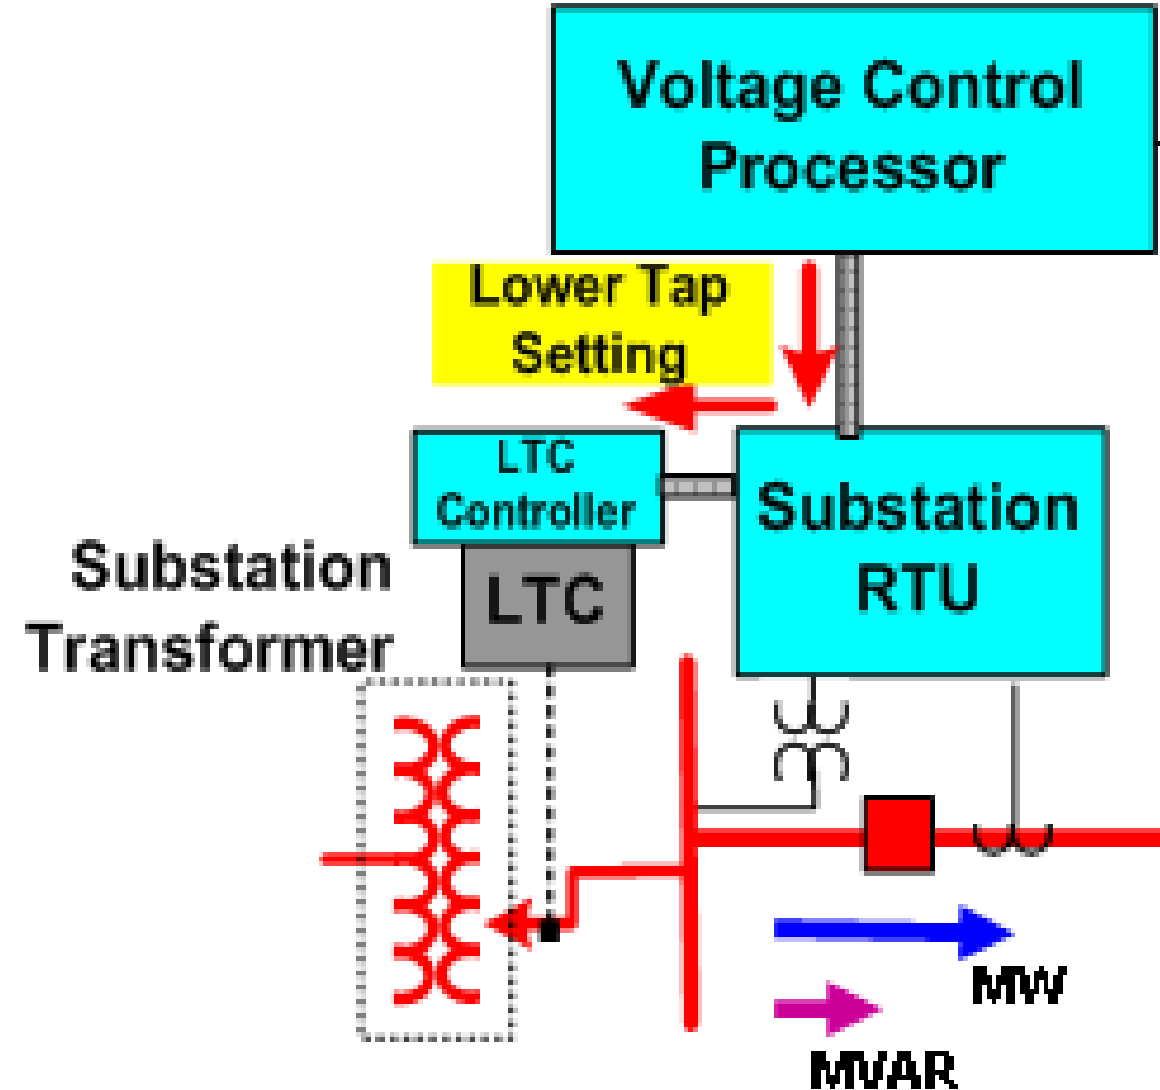 Voltage Control
Processor
Lower Tap
Setting
LTC
Controller
Substation
RTU
LTC
Substation
Transformer
MW
MVAR